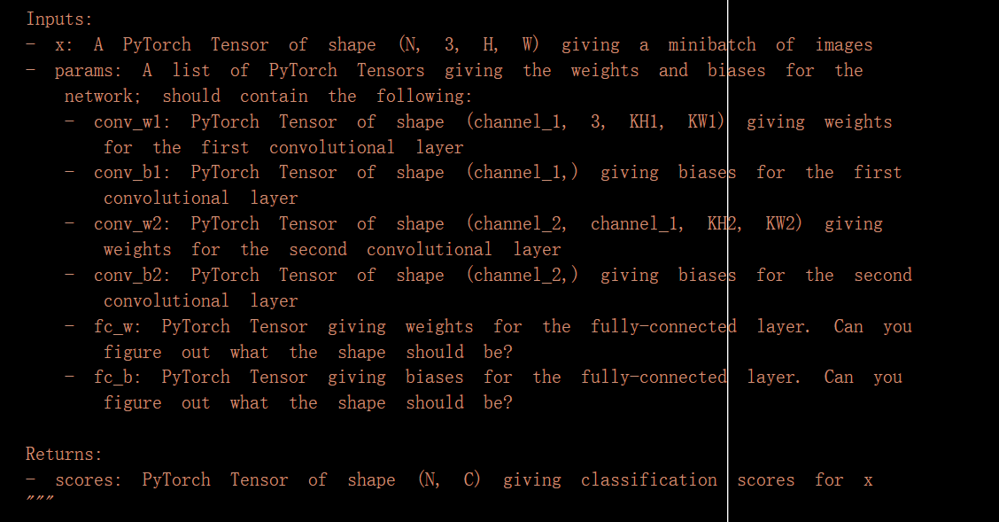 Inputs:
- x: A PyTorch Tensor of shape (N, 3, H, W) giving a minibatch of images
- params: A list of PyTorch Tensors giving the weights and biases for the
network; should contain the following:
- conv_w1: PyTorch Tensor of shape (channel_1, 3, KH1, KW1) giving weights
for the first convolutional layer
- conv_b1: PyTorch Tensor of shape (channel_1,) giving biases for the first
convolutional layer
- conv_w2: PyTorch Tensor of shape (channel_2, channel_1, KH2, KW2) giving
weights for the second convolutional layer
- conv_b2: PyTorch Tensor of shape (channel_2,) giving biases for the second
convolutional layer
- fc_w: PyTorch Tensor giving weights for the fully-connected layer. Can you
figure out what the shape should be?
- fc_b: PyTorch Tensor giving biases for the fully-connected layer. Can you
figure out what the shape should be?
Returns:
- scores: PyTorch Tensor of shape (N, C) giving classification scores for x
"""